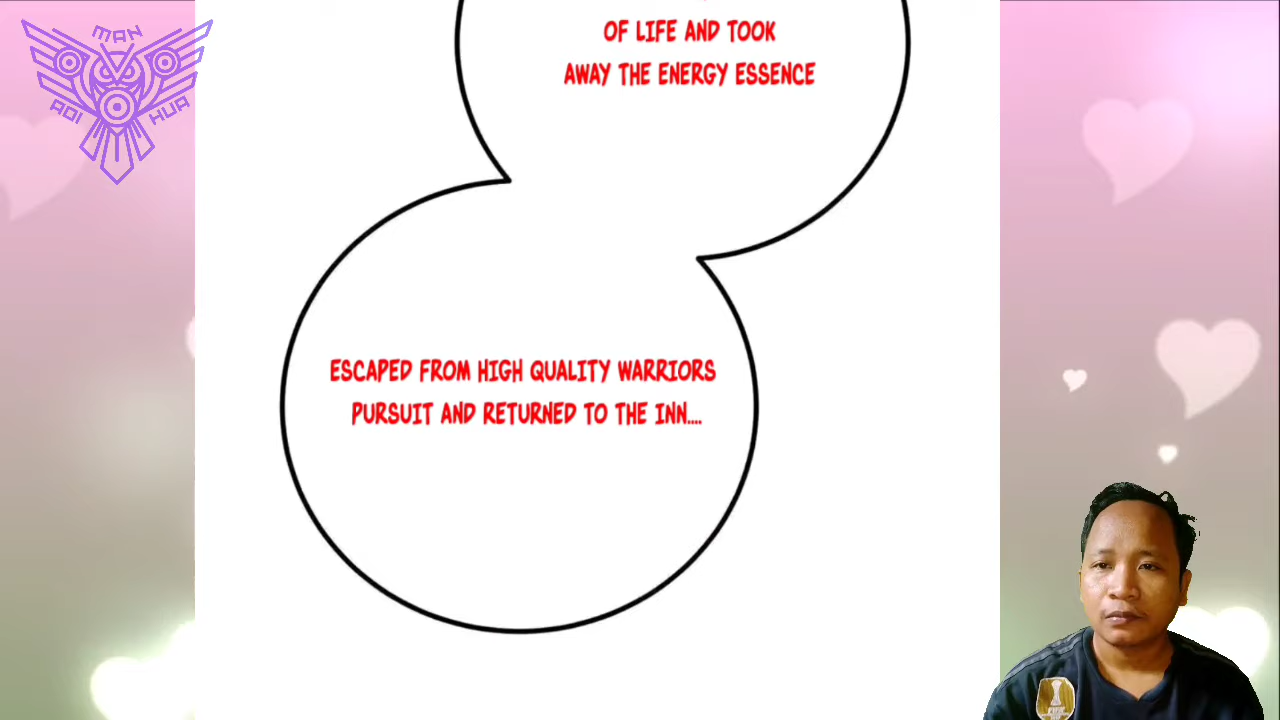 MAN
AOI HUA
OF LIFE AND TOOK
AWAY THE ENERGY ESSENCE
ESCAPED FROM HIGH QUALITY WARRIORS
PURSUIT AND RETURNED TO THE INN....